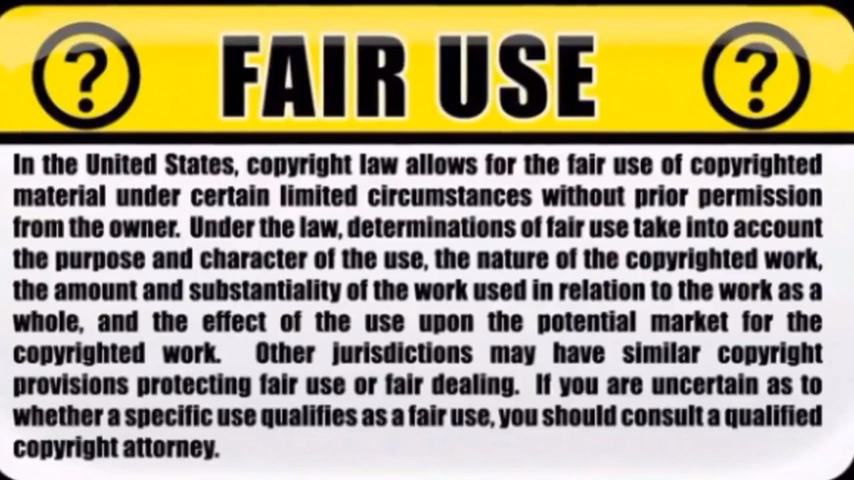 ? FAIR USE ?
In the United States, copyright law allows for the fair use of copyrighted
material under certain limited circumstances without prior permission
from the owner. Under the law, determinations of fair use take into account
the purpose and character of the use, the nature of the copyrighted work,
the amount and substantiality of the work used in relation to the work as a
whole, and the effect of the use upon the potential market for the
copyrighted work. Other jurisdictions may have similar copyright
provisions protecting fair use or fair dealing. If you are uncertain as to
whether a specific use qualifies as a fair use, you should consult a qualified
copyright attorney.